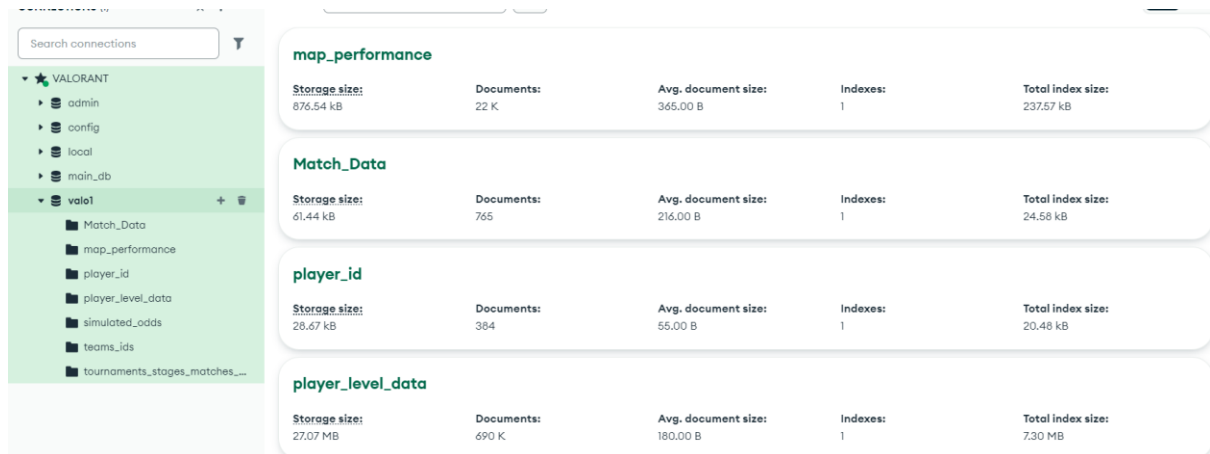 Search connections
VALORANT
admin
config
local
main_db
valo1
Match_Data
map_performance
player_id
player_level_data
simulated_odds
teams_ids
tournaments_stages_matches_...
map_performance
Storage size: Documents: Avg. document size: Indexes: Total index size:
876.54 kB 22 K 365.00 B 1 237.57 kB
Match_Data
Storage size: Documents: Avg. document size: Indexes: Total index size:
61.44 kB 765 216.00 B 1 24.58 kB
player_id
Storage size: Documents: Avg. document size: Indexes: Total index size:
28.67 kB 384 55.00 B 1 20.48 kB
player_level_data
Storage size: Documents: Avg. document size: Indexes: Total index size:
27.07 MB 690 K 180.00 B 1 7.30 MB